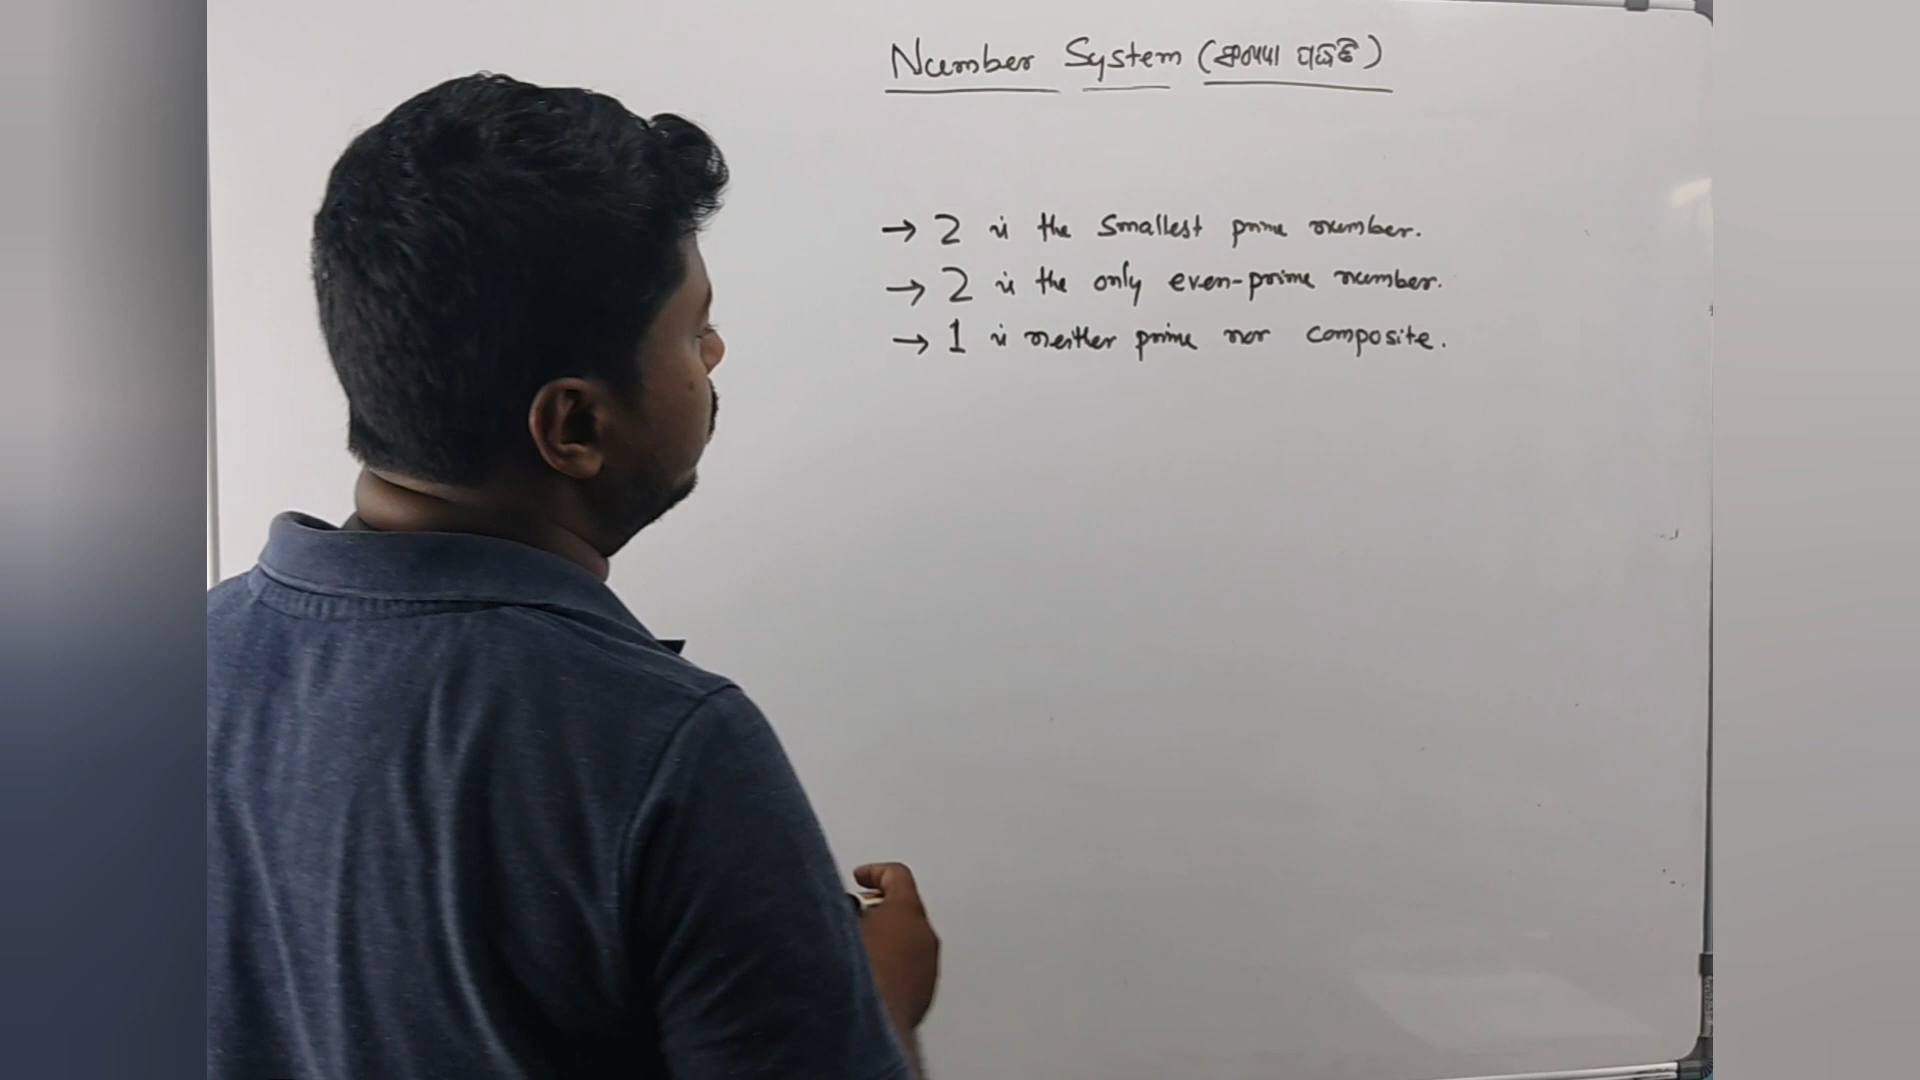 Number System (ସଂଖ୍ୟା ପଦ୍ଧତି)
→ 2 is the smallest prime number.
→ 2 is the only even-prime number.
→ 1 is neither prime nor composite.